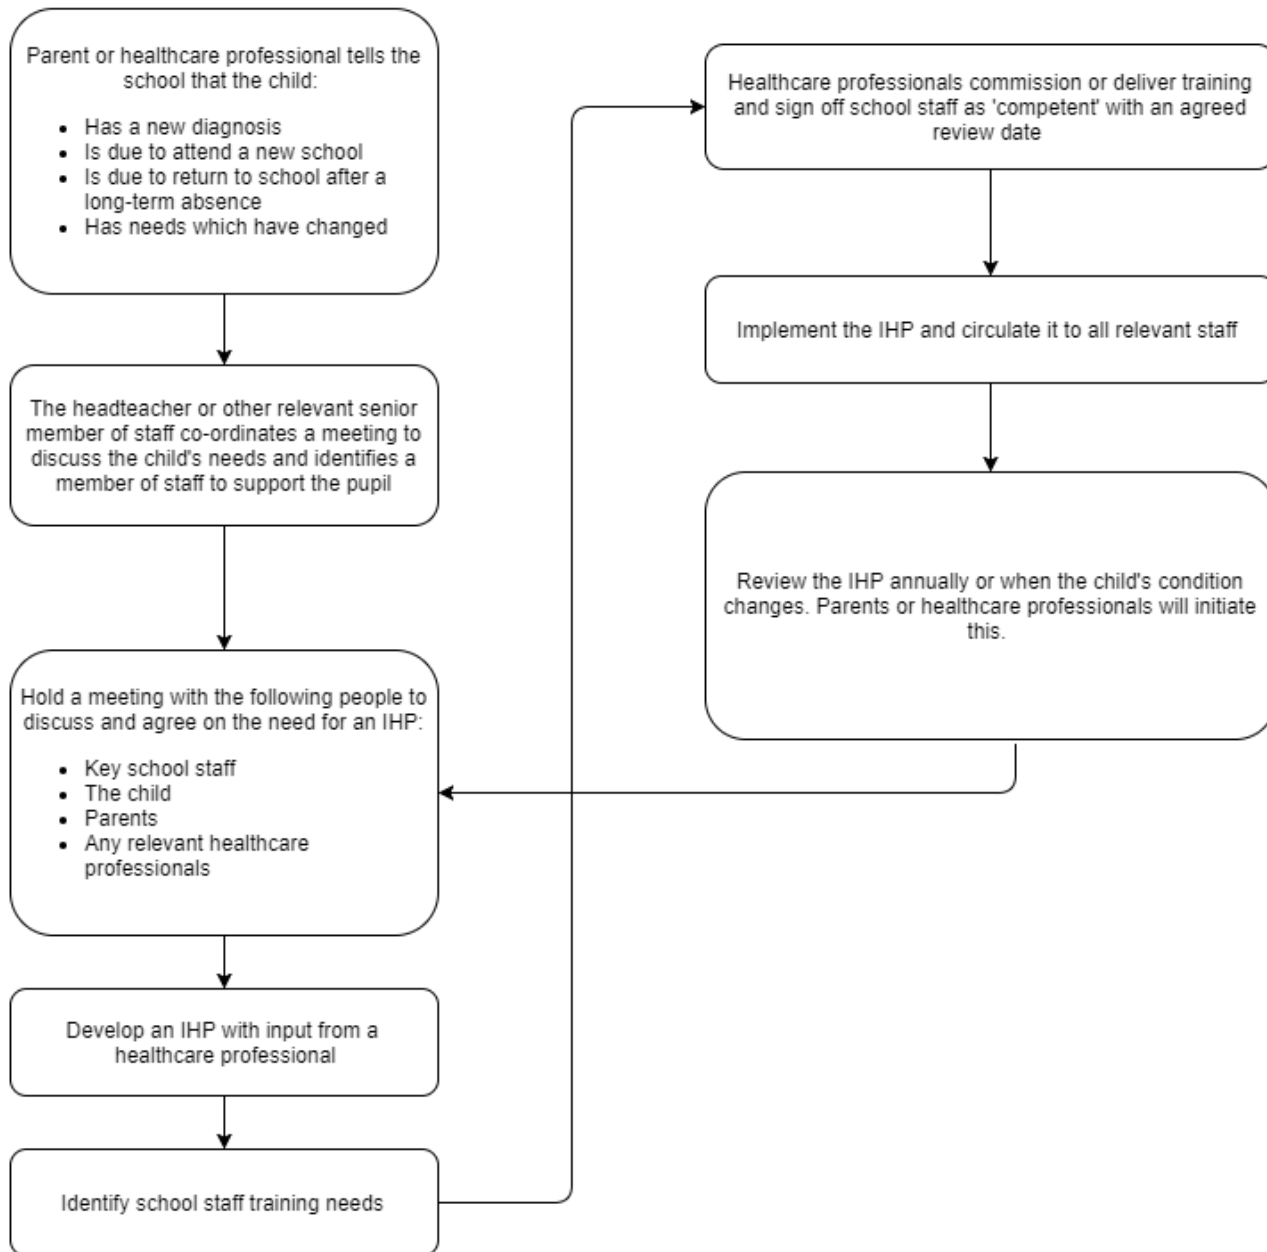 Parent or healthcare professional tells the
school that the child:
• Has a new diagnosis
• Is due to attend a new school
• Is due to return to school after a
long-term absence
• Has needs which have changed
The headteacher or other relevant senior
member of staff co-ordinates a meeting to
discuss the child's needs and identifies a
member of staff to support the pupil
Hold a meeting with the following people to
discuss and agree on the need for an IHP:
• Key school staff
• The child
• Parents
• Any relevant healthcare
professionals
Develop an IHP with input from a
healthcare professional
Identify school staff training needs
Healthcare professionals commission or deliver training
and sign off school staff as 'competent' with an agreed
review date
Implement the IHP and circulate it to all relevant staff
Review the IHP annually or when the child's condition
changes. Parents or healthcare professionals will initiate
this.